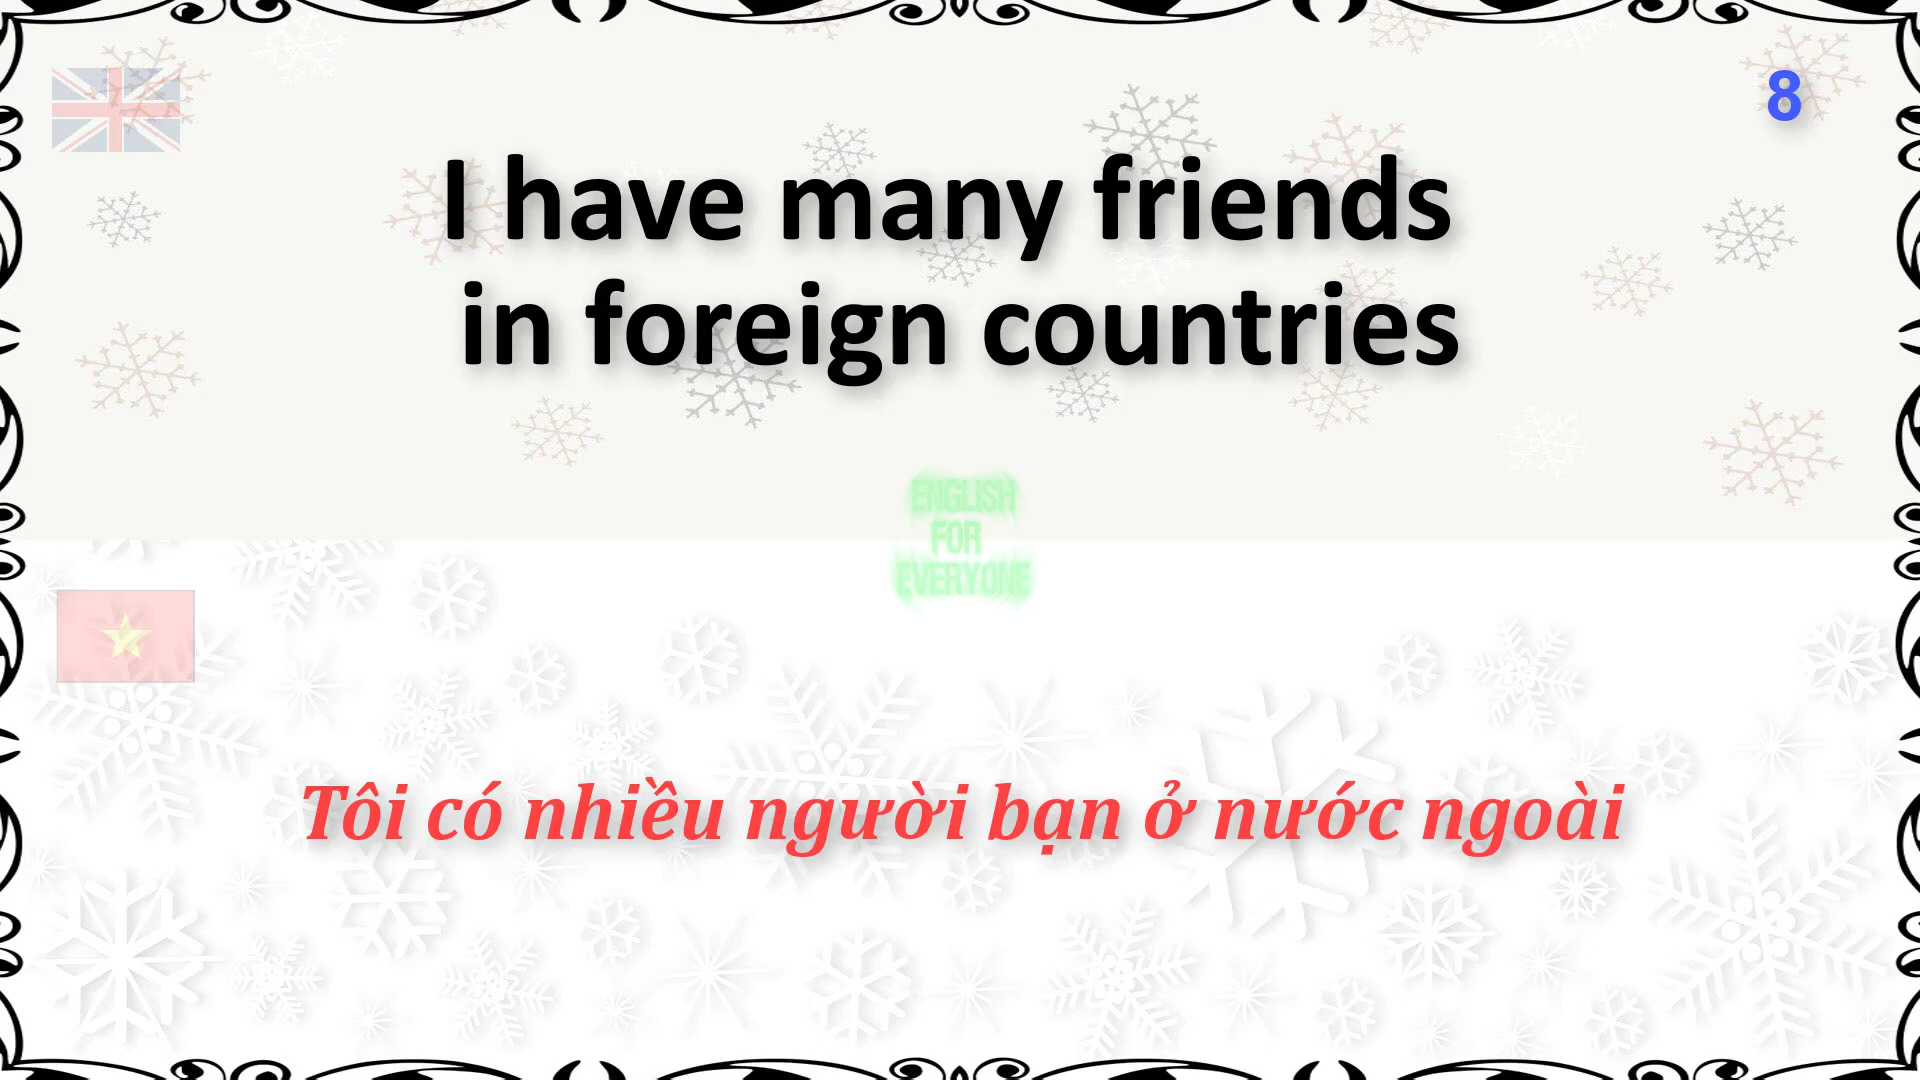 8
I have many friends
in foreign countries
ENGLISH
FOR
EVERYONE
Tôi có nhiều người bạn ở nước ngoài